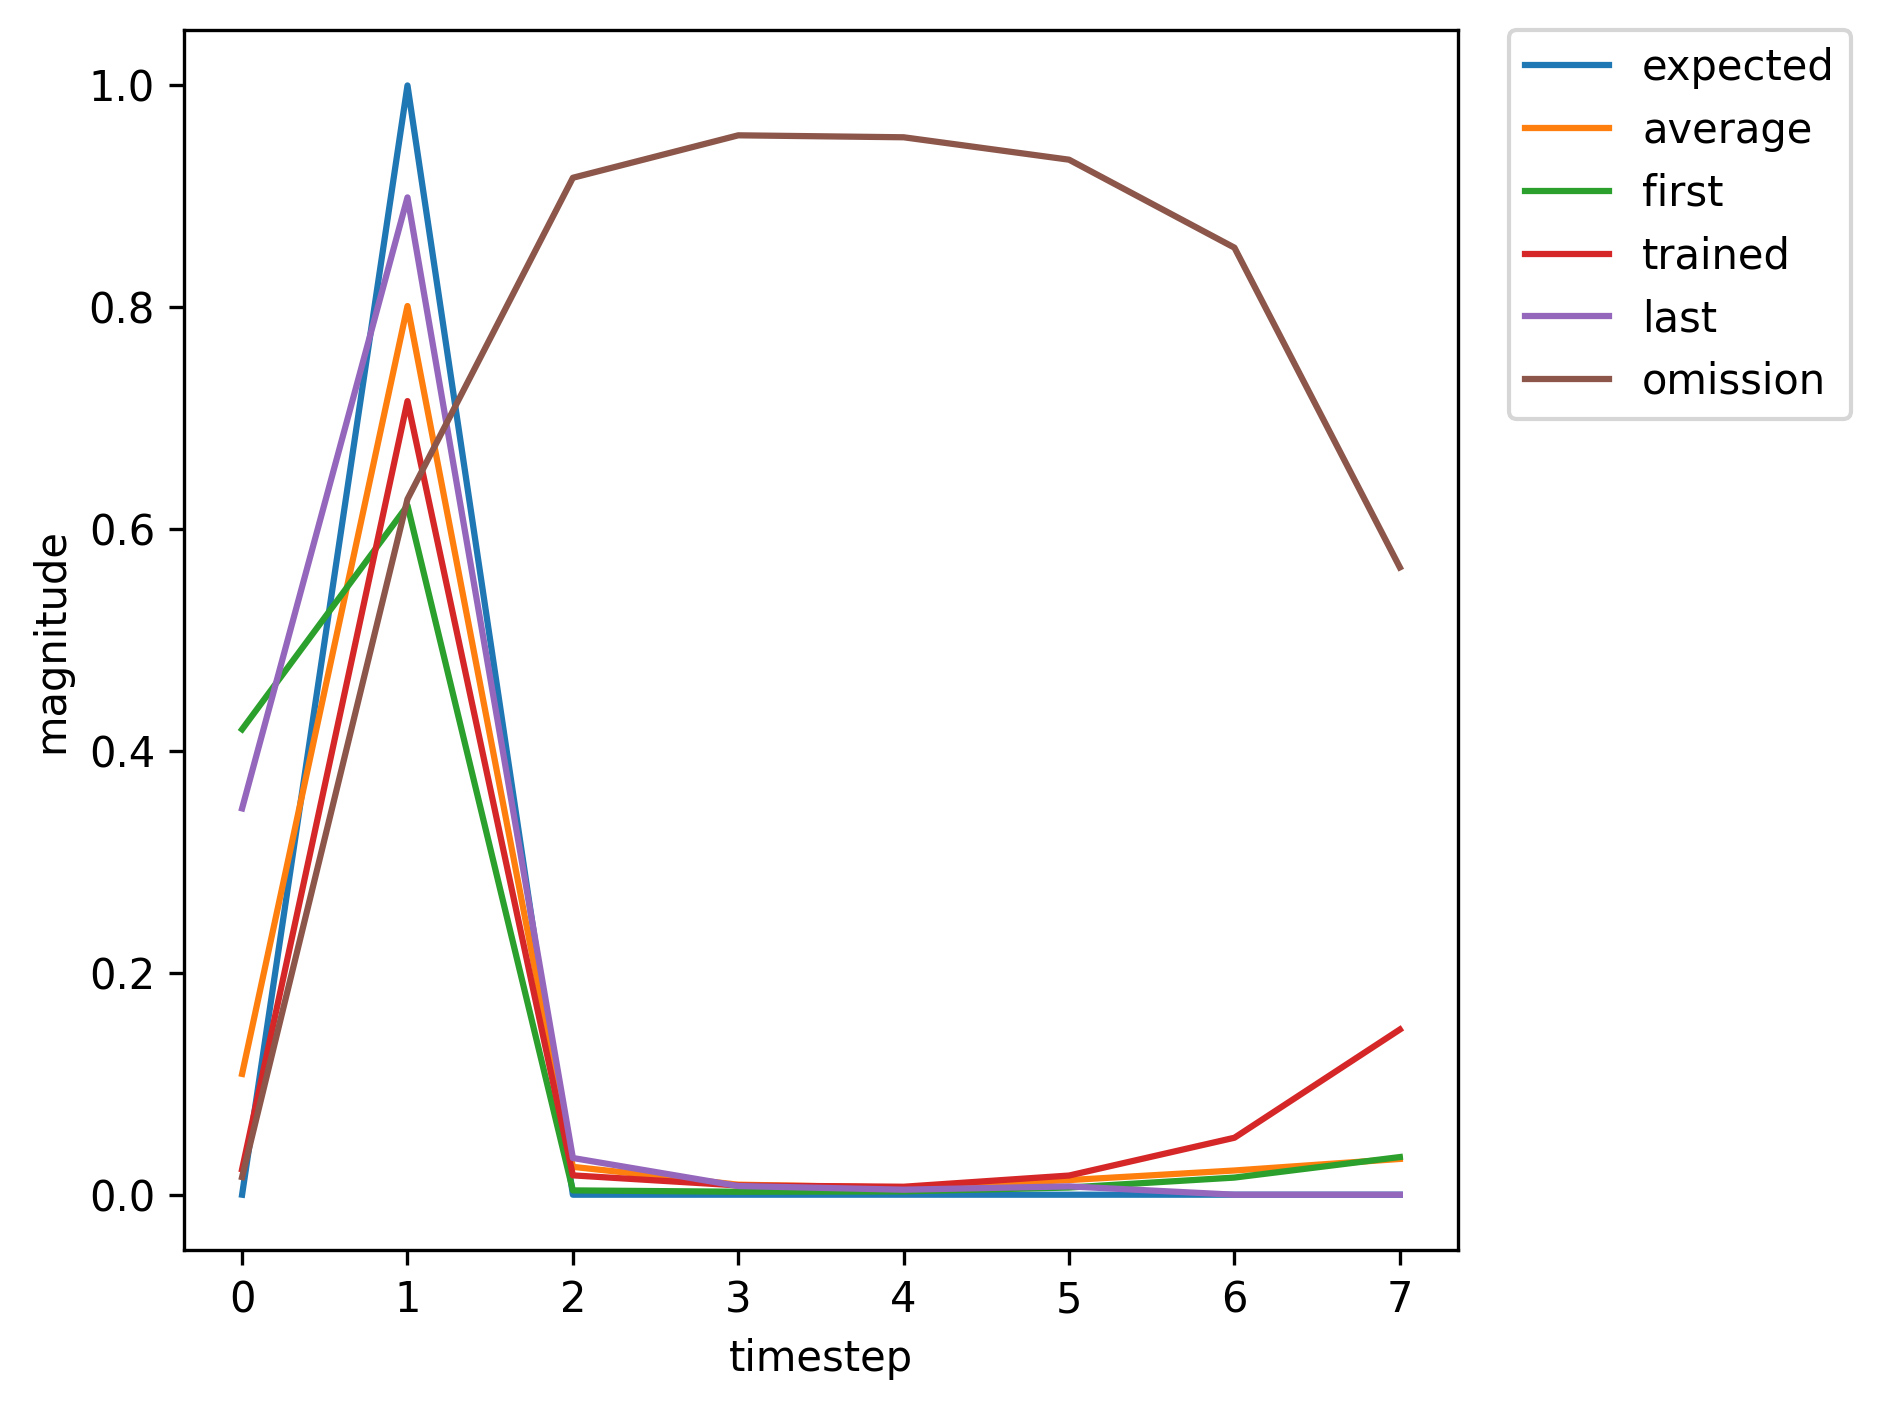 1.0
0.8
0.6
0.4
0.2
0.0
magnitude
0 1 2 3 4 5 6 7
timestep
expected
average
first
trained
last
omission